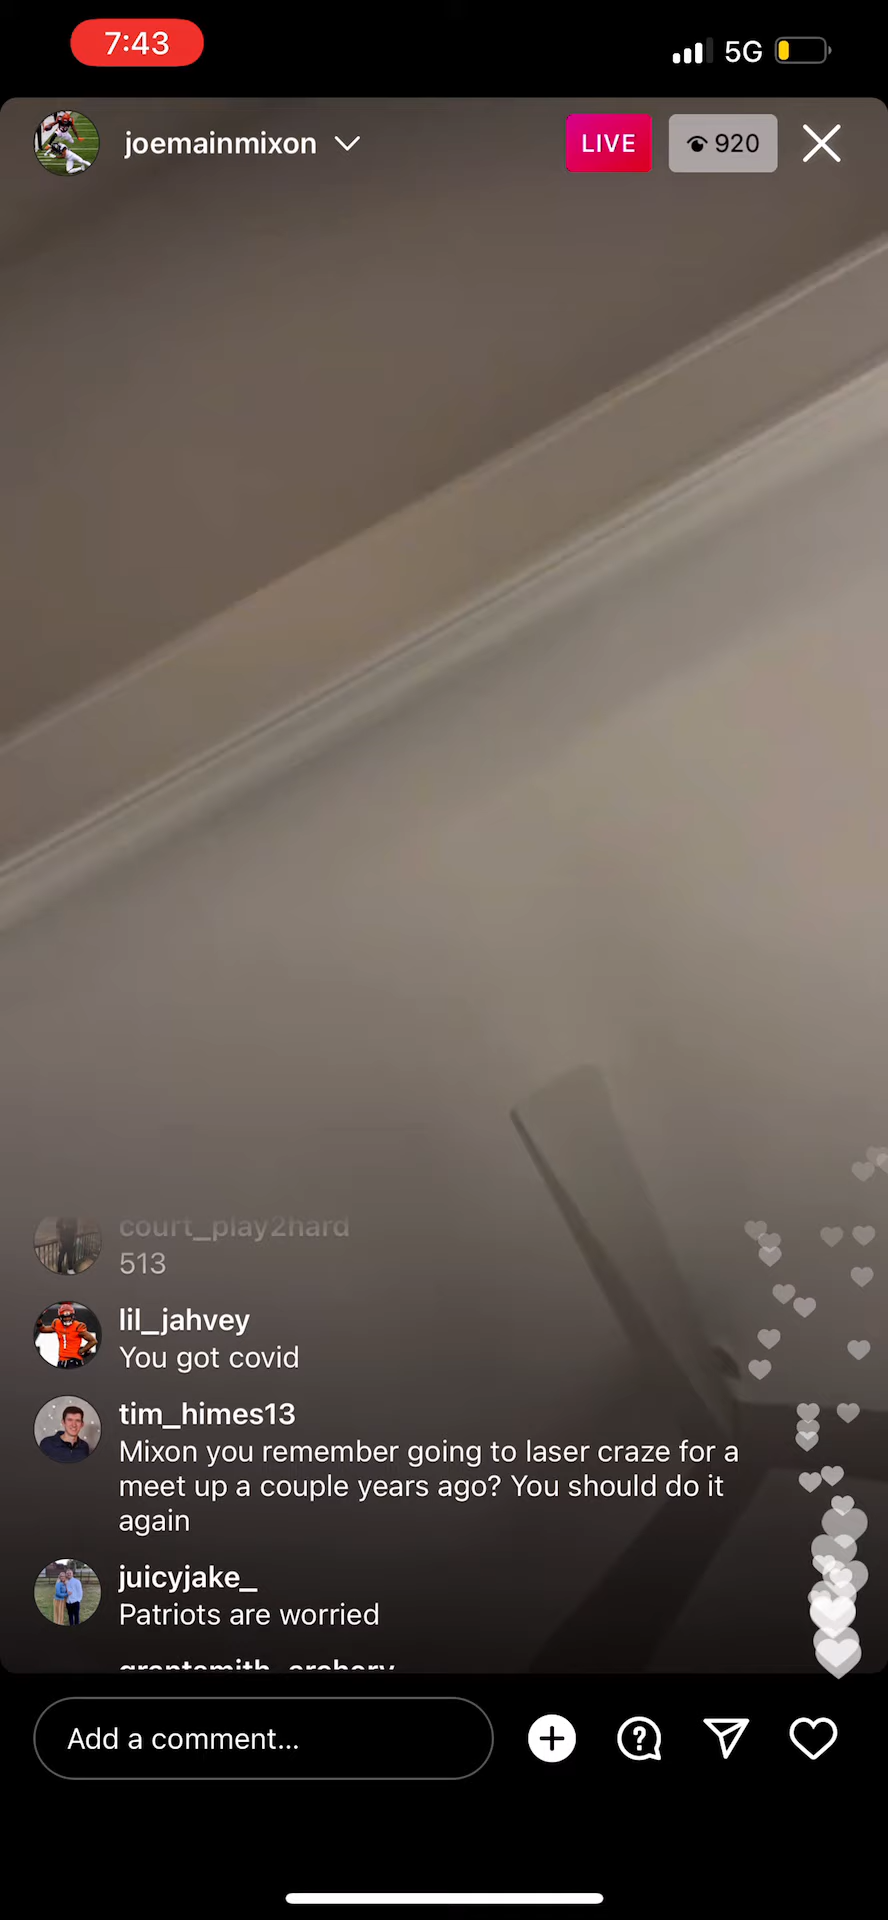 7:43
5G
joemainmixon
LIVE
920
court_play2hard
513
lil_jahvey
You got covid
tim_himes13
Mixon you remember going to laser craze for a
meet up a couple years ago? You should do it
again
juicyjake_
Patriots are worried
grantsmith_archery
Add a comment...